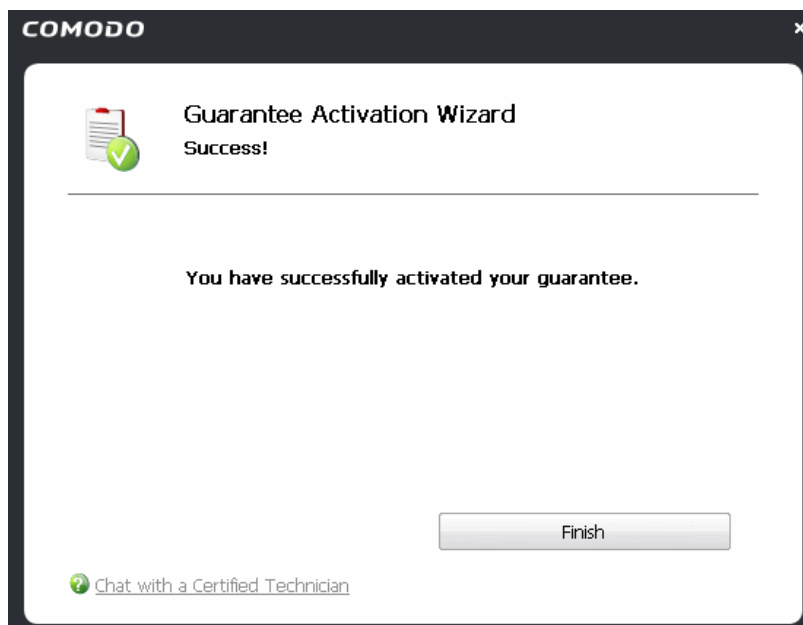 COMODO
Guarantee Activation Wizard
Success!
You have successfully activated your guarantee.
Finish
Chat with a Certified Technician